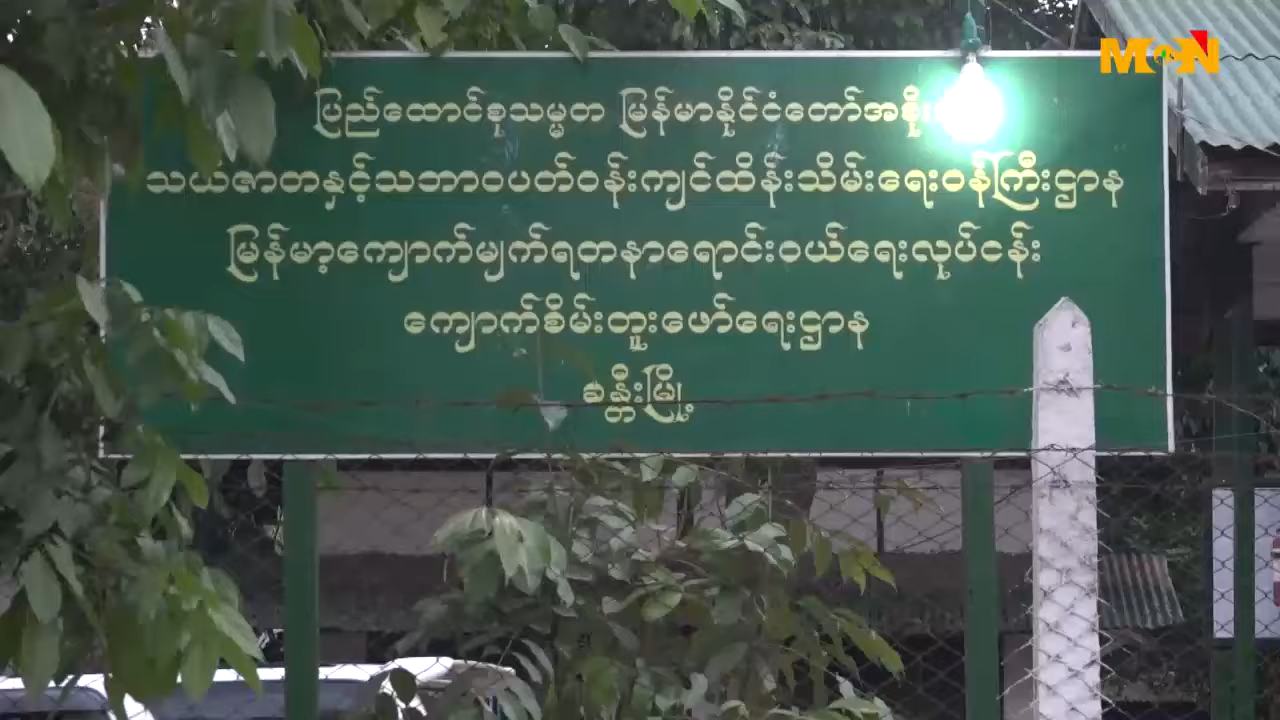 MON
ပြည်ထောင်စုသမ္မတ မြန်မာနိုင်ငံတော်အစိုး
သယံဇာတနှင့်သဘာဝပတ်ဝန်းကျင်ထိန်းသိမ်းရေးဝန်ကြီးဌာန
မြန်မာ့ကျောက်မျက်ရတနာရောင်းဝယ်ရေးလုပ်ငန်း
ကျောက်စိမ်းတူးဖော်ရေးဌာန
ခန္တီးမြို့